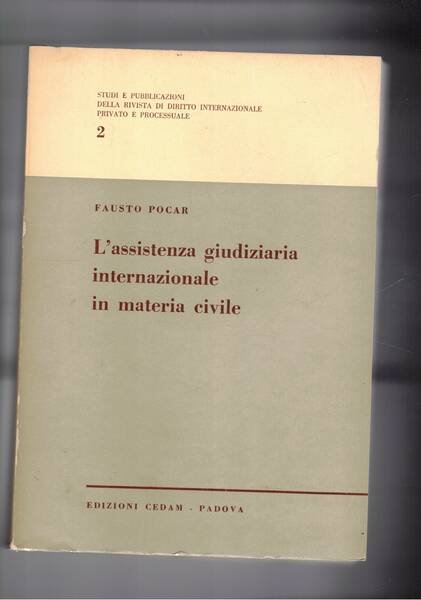 STUDI E PUBBLICAZIONI
DELLA RIVISTA DI DIRITTO INTERNAZIONALE
PRIVATO E PROCESSUALE
2
FAUSTO POCAR
L'assistenza giudiziaria
internazionale
in materia civile
EDIZIONI CEDAM - PADOVA